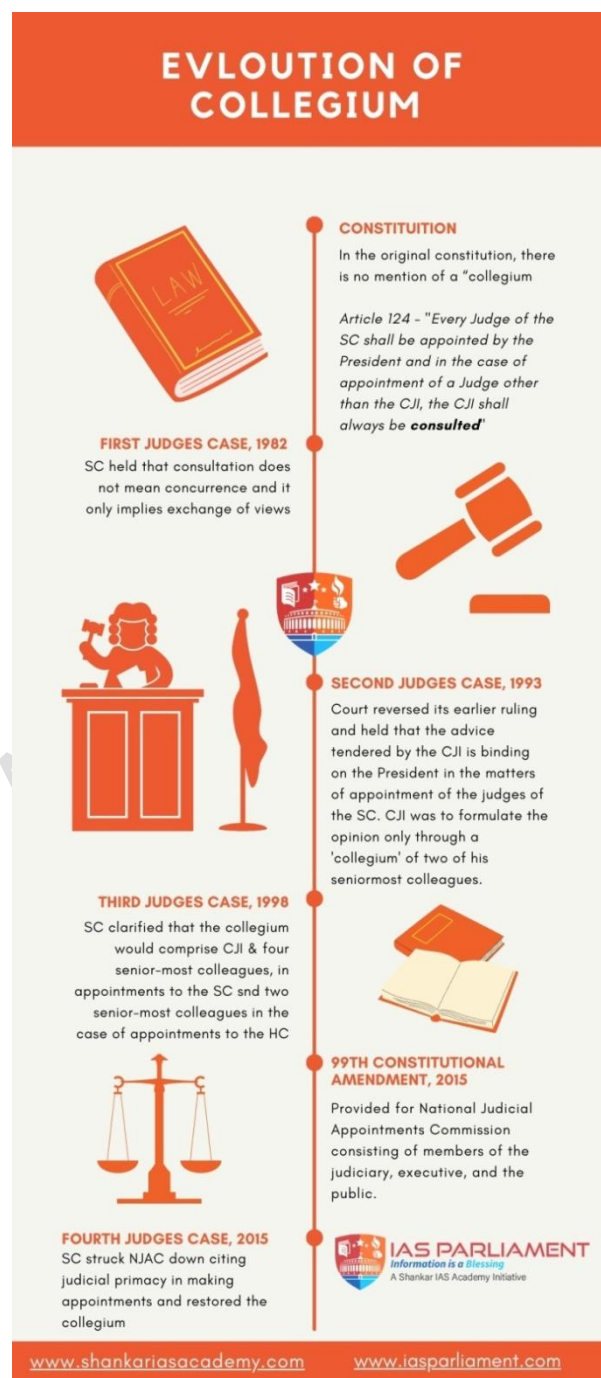 EVLOUTION OF
COLLEGIUM
LAW
CONSTITUITION
In the original constitution, there
is no mention of a “collegium
Article 124 - "Every Judge of the
SC shall be appointed by the
President and in the case of
appointment of a Judge other
than the CJI, the CJI shall
always be consulted"
FIRST JUDGES CASE, 1982
SC held that consultation does
not mean concurrence and it
only implies exchange of views
SECOND JUDGES CASE, 1993
Court reversed its earlier ruling
and held that the advice
tendered by the CJI is binding
on the President in the matters
of appointment of the judges of
the SC. CJI was to formulate the
opinion only through a
'collegium' of two of his
seniormost colleagues.
THIRD JUDGES CASE, 1998
SC clarified that the collegium
would comprise CJI & four
senior-most colleagues, in
appointments to the SC snd two
senior-most colleagues in the
case of appointments to the HC
99TH CONSTITUTIONAL
AMENDMENT, 2015
Provided for National Judicial
Appointments Commission
consisting of members of the
judiciary, executive, and the
public.
FOURTH JUDGES CASE, 2015
SC struck NJAC down citing
judicial primacy in making
appointments and restored the
collegium
IAS PARLIAMENT
Information is a Blessing
A Shankar IAS Academy Initiative
www.shankariasacademy.com
www.iasparliament.com